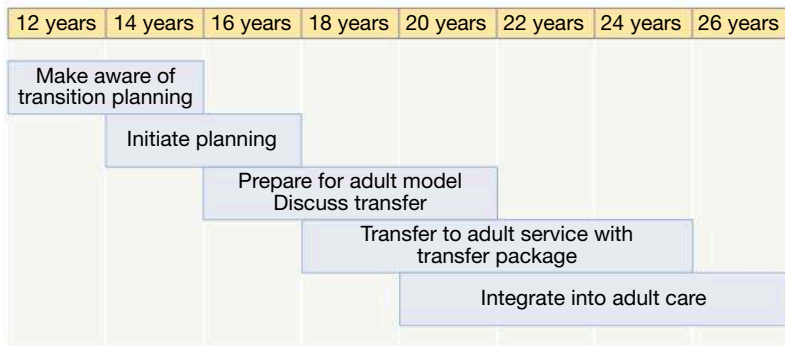 12 years 14 years 16 years 18 years 20 years 22 years 24 years 26 years
Make aware of
transition planning
Initiate planning
Prepare for adult model
Discuss transfer
Transfer to adult service with
transfer package
Integrate into adult care